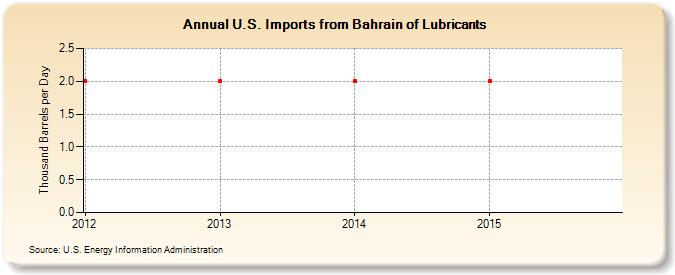 Annual U.S. Imports from Bahrain of Lubricants
Thousand Barrels per Day
2.5
2.0
1.5
1.0
0.5
0.0
2012 2013 2014 2015
Source: U.S. Energy Information Administration